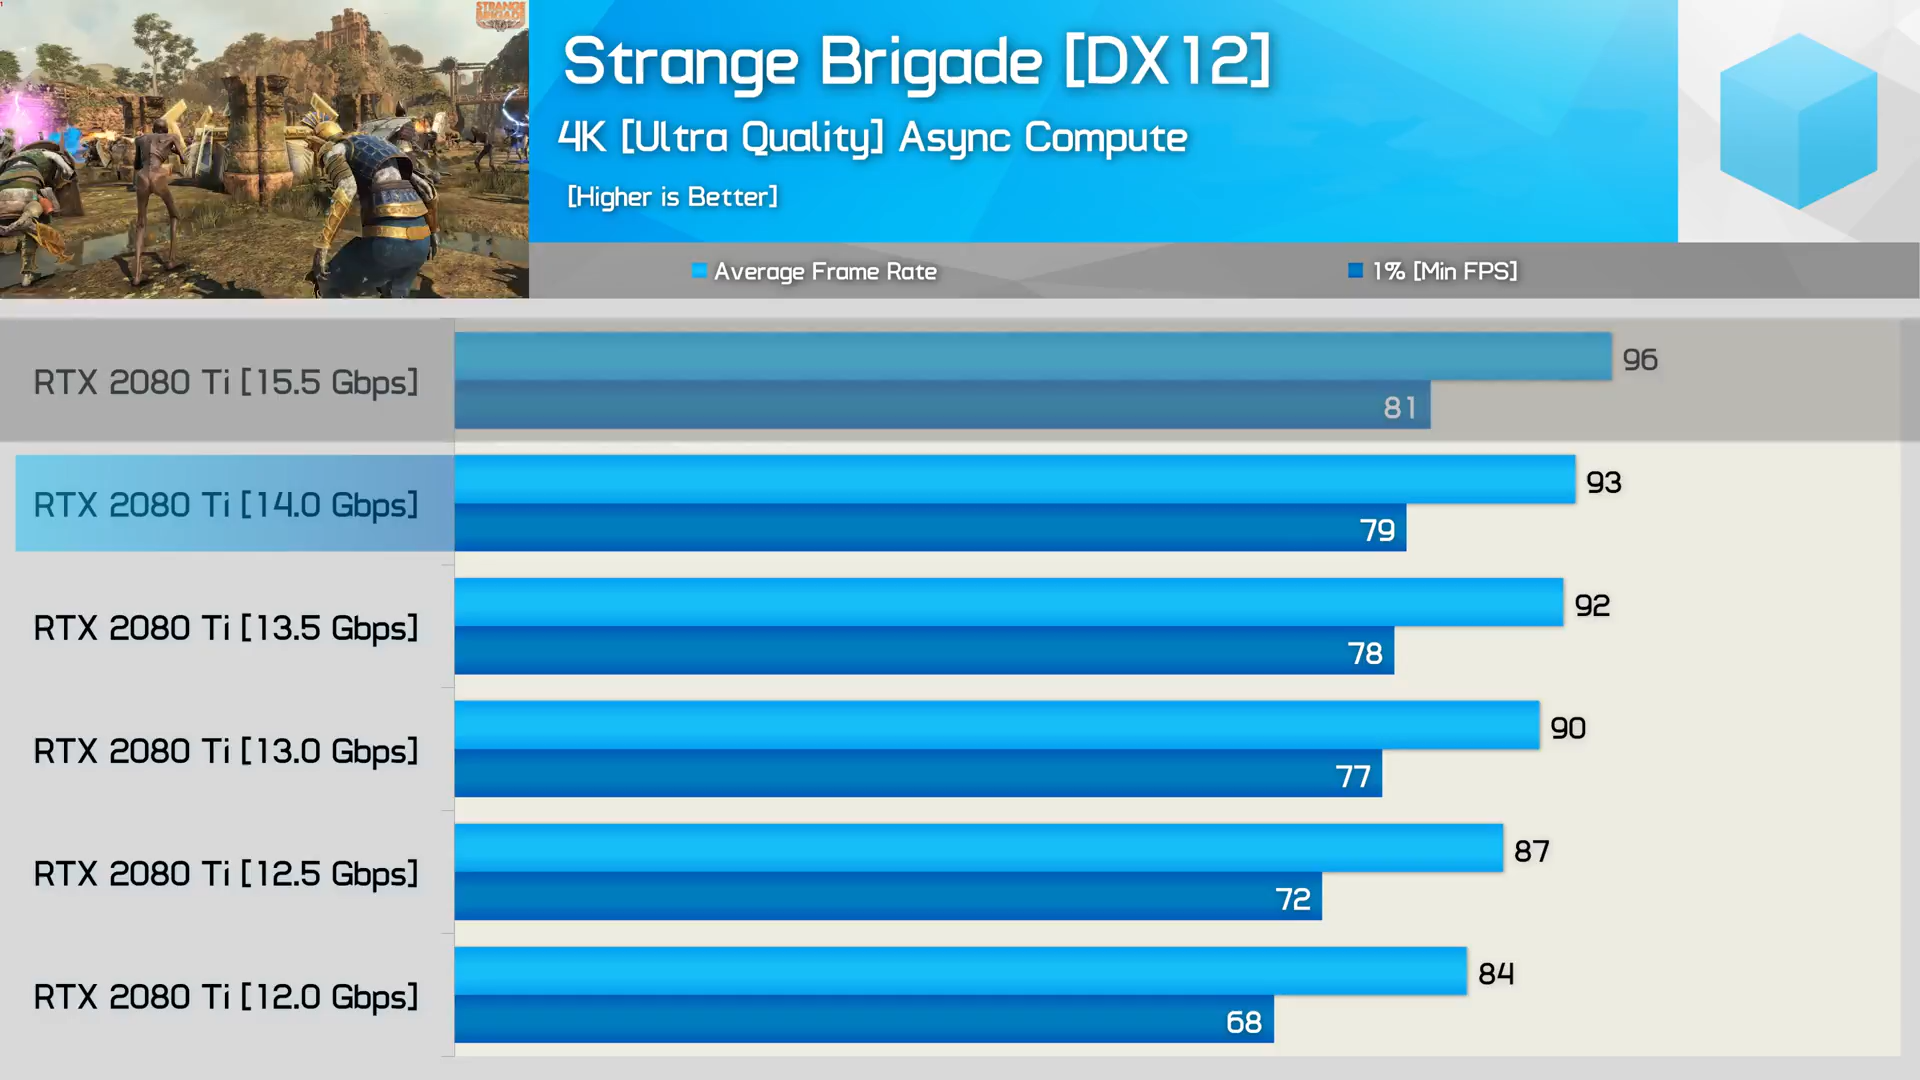 STRANGE
BRIGADE
Strange Brigade [DX12]
4K [Ultra Quality] Async Compute
[Higher is Better]
Average Frame Rate
1% [Min FPS]
RTX 2080 Ti [15.5 Gbps]
96
81
RTX 2080 Ti [14.0 Gbps]
93
79
RTX 2080 Ti [13.5 Gbps]
92
78
RTX 2080 Ti [13.0 Gbps]
90
77
RTX 2080 Ti [12.5 Gbps]
87
72
RTX 2080 Ti [12.0 Gbps]
84
68